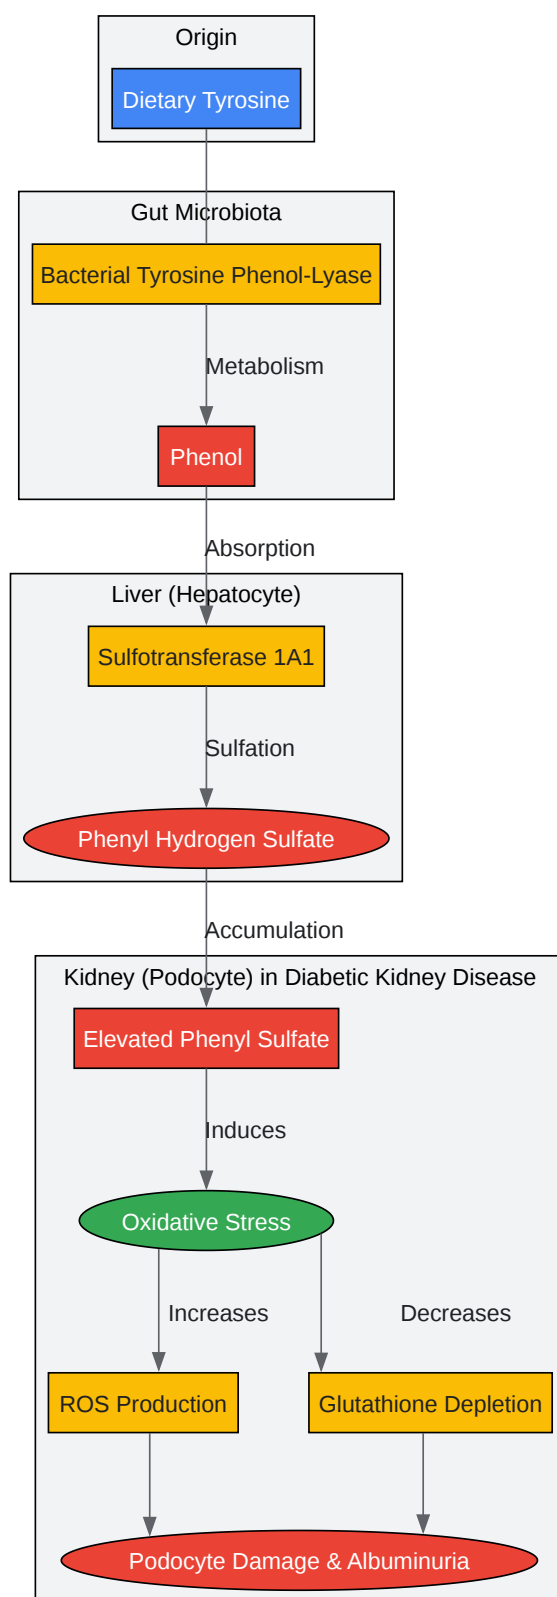 Origin
Dietary Tyrosine
Gut Microbiota
Bacterial Tyrosine Phenol-Lyase
Metabolism
Phenol
Absorption
Liver (Hepatocyte)
Sulfotransferase 1A1
Sulfation
Phenyl Hydrogen Sulfate
Accumulation
Kidney (Podocyte) in Diabetic Kidney Disease
Elevated Phenyl Sulfate
Induces
Oxidative Stress
Increases
Decreases
ROS Production
Glutathione Depletion
Podocyte Damage & Albuminuria